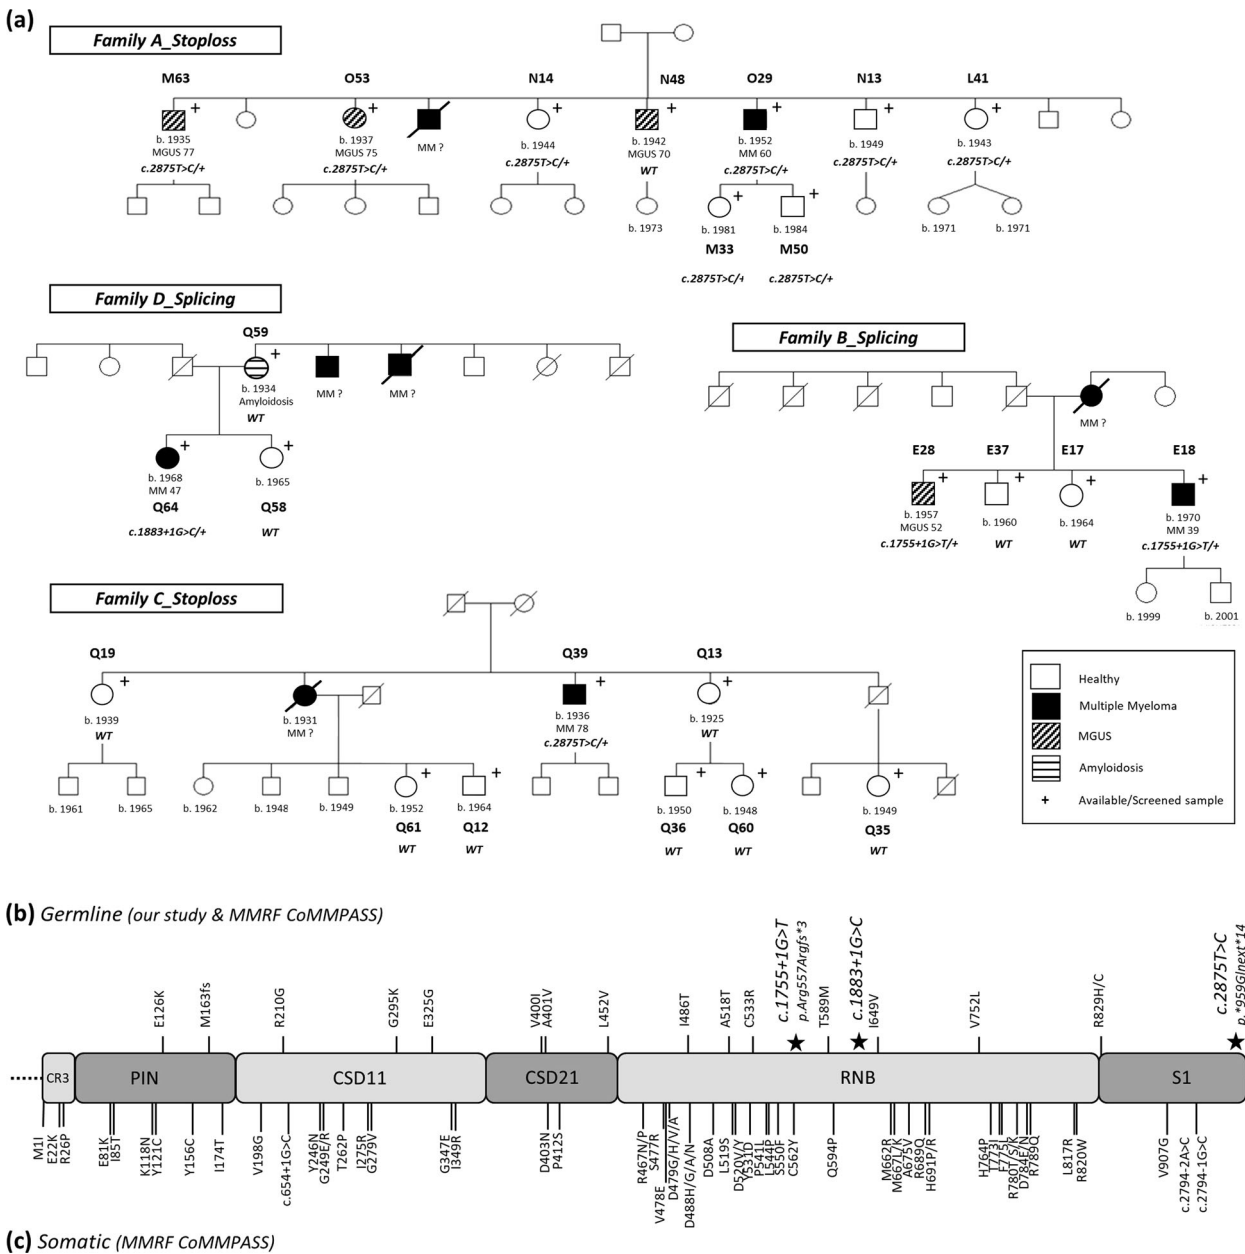 (a)
Family A_Stoploss
M63 O53 N14 N48 O29 N13 L41
+ + + + + + +
b. 1935 b. 1937 MM ? b. 1944 b. 1942 b. 1952 b. 1949 b. 1943
MGUS 77 MGUS 75 MGUS 70 MM 60
c.2875T>C/+ c.2875T>C/+ c.2875T>C/+ WT c.2875T>C/+ c.2875T>C/+ c.2875T>C/+
+ +
b. 1973 b. 1981 b. 1984 b. 1971 b. 1971
M33 M50
c.2875T>C/+ c.2875T>C/+
Family D_Splicing
Q59
+
b. 1934 MM ? MM ?
Amyloidosis
WT
+ +
b. 1968 b. 1965
MM 47
Q64 Q58
c.1883+1G>C/+ WT
Family B_Splicing
MM ?
E28 E37 E17 E18
+ + + +
b. 1957 b. 1960 b. 1964 b. 1970
MGUS 52 MM 39
c.1755+1G>T/+ WT WT c.1755+1G>T/+
b. 1999 b. 2001
Family C_Stoploss
Q19 Q39 Q13
+ + +
b. 1939 b. 1931 b. 1936 b. 1925
WT MM ? MM 78 WT
c.2875T>C/+
+ + + + +
b. 1961 b. 1965 b. 1962 b. 1948 b. 1949 b. 1952 b. 1964 b. 1950 b. 1948 b. 1949
Q61 Q12 Q36 Q60 Q35
WT WT WT WT WT
Healthy
Multiple Myeloma
MGUS
Amyloidosis
+ Available/Screened sample
(b) Germline (our study & MMRF CoMMPASS)
E126K
M163fs
R210G
G295K
E325G
V400I
A401V
L452V
I486T
A518T
C533R
c.1755+1G>T
p.Arg557Argfs*3
T589M
c.1883+1G>C
I649V
V752L
R829H/C
c.2875T>C
p.*959Glnext*14
CR3 PIN CSD11 CSD21 RNB S1
M1I
E22K
R26P
E81K
I85T
K118N
Y121C
Y156C
I174T
V198G
c.654+1G>C
Y246N
G249E/R
T262P
I275R
G279V
G347E
I349R
D403N
P412S
R467N/P
V478E
S477R
D479G/H/V/A
D488H/G/A/N
D508A
L519S
D520V/Y
Y531D
P541L
L544P
S550F
C562Y
Q594P
M662R
M667L/K
A675V
R689Q
H691P/R
H764P
T773I
F775L
R780T/S/K
D784E/N
R789Q
L817R
R820W
V907G
c.2794-2A>C
c.2794-1G>C
(c) Somatic (MMRF CoMMPASS)